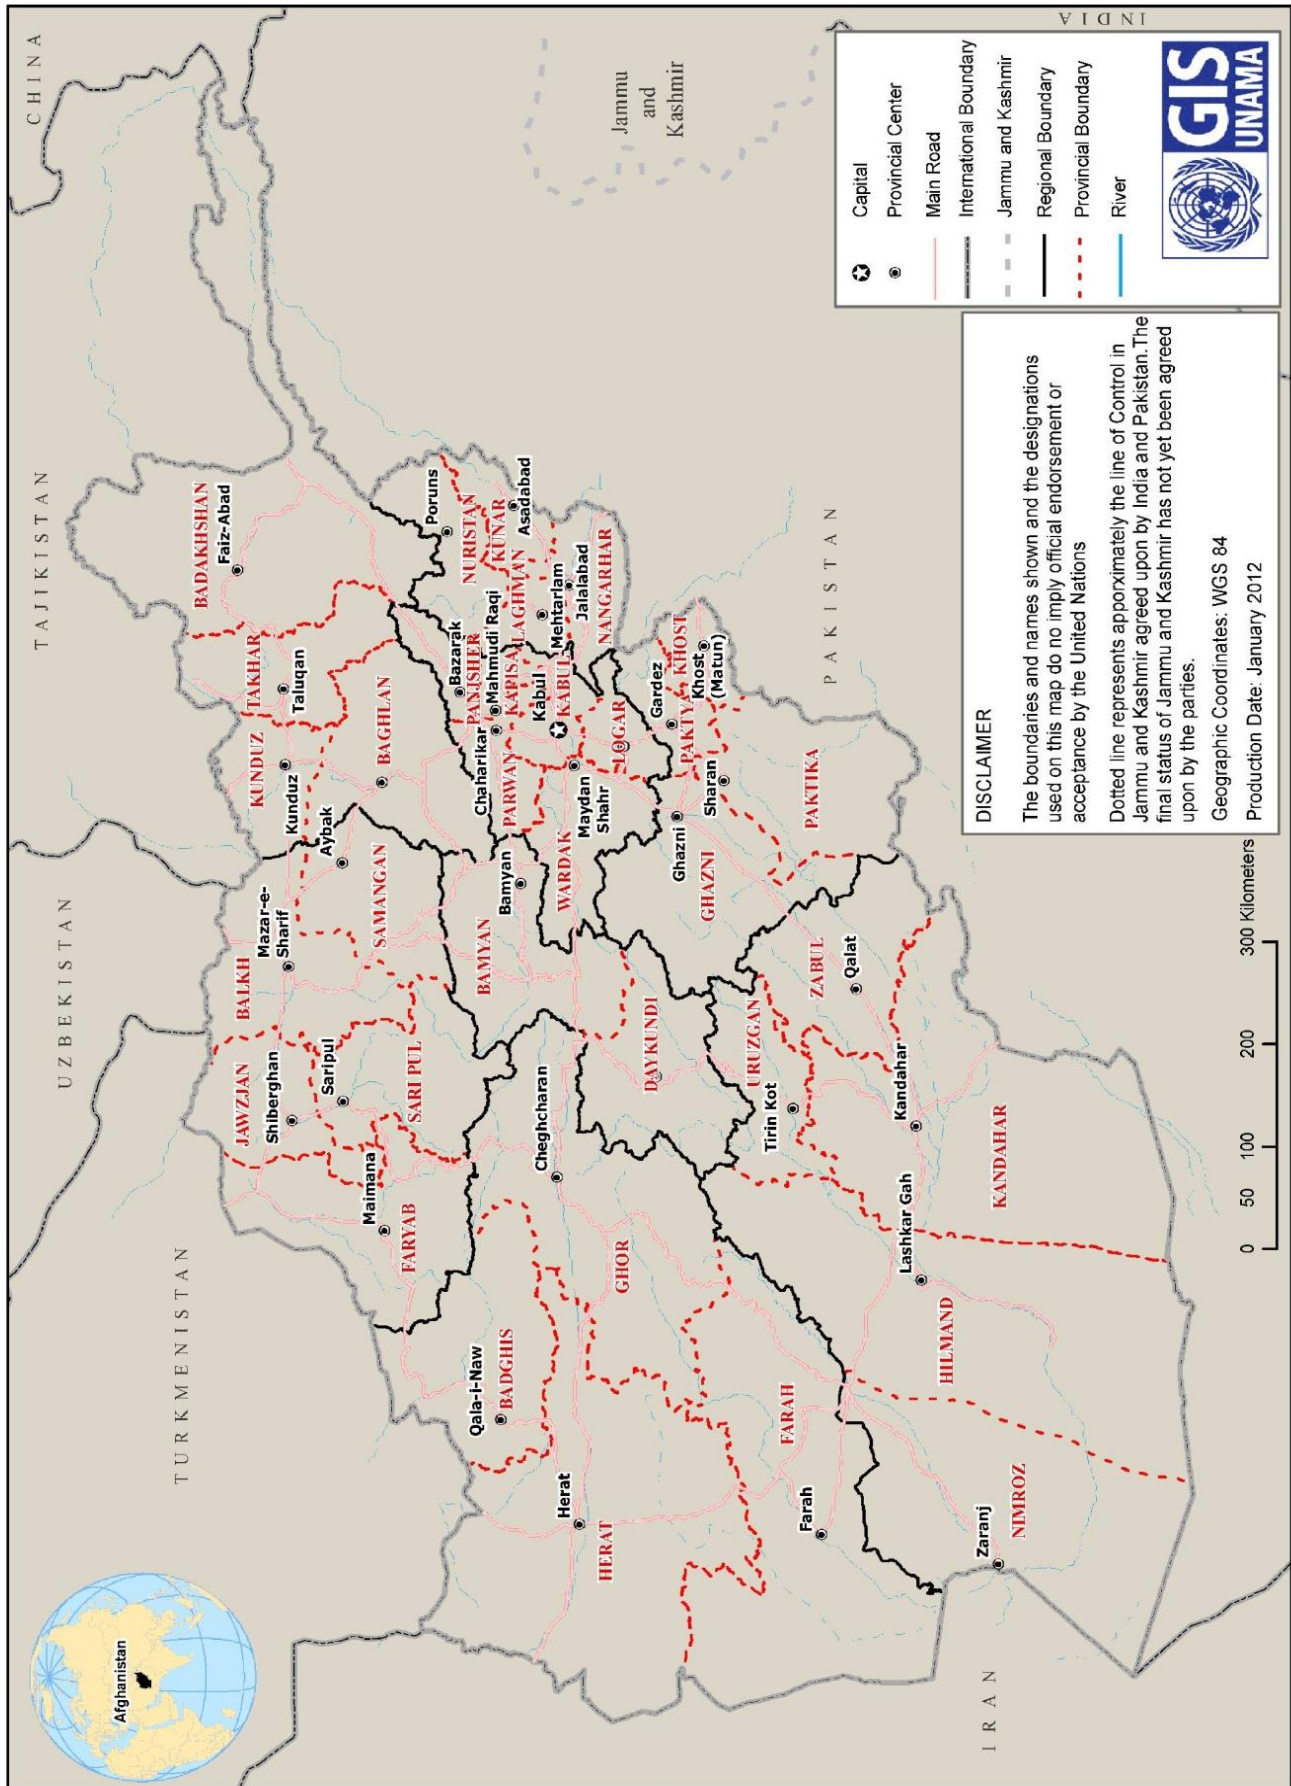 Afghanistan
TURKMENISTAN
UZBEKISTAN
TAJIKISTAN
CHINA
IRAN
PAKISTAN
INDIA
Jammu
and
Kashmir
JAWZJAN
Shiberghan
BALKH
Mazar-e-
Sharif
KUNDUZ
Kunduz
TAKHAR
Taluqan
BADAKHSHAN
Faiz-Abad
Saripul
SARI PUL
Maimana
FARYAB
Aybak
SAMANGAN
BAGHLAN
Qala-i-Naw
BADGHIS
Herat
HERAT
Cheghcharan
GHOR
BAMYAN
Bamyan
Chaharikar
PARWAN
Bazarak
PANJSHER
Mahmudi Raqi
KAPISA
Poruns
NURISTAN
KUNAR
Asadabad
LAGHMAN
Mehtarlam
Jalalabad
NANGARHAR
Kabul
KABUL
WARDAK
Maydan
Shahr
LOGAR
DAYKUNDI
Ghazni
GHAZNI
Gardez
PAKTYA
KHOST
Khost
(Matun)
Sharan
PAKTIKA
URUZGAN
Tirin Kot
ZABUL
Qalat
FARAH
Farah
Kandahar
KANDAHAR
Lashkar Gah
HILMAND
Zaranj
NIMROZ
0 50 100 200 300 Kilometers
DISCLAIMER
The boundaries and names shown and the designations
used on this map do no imply official endorsement or
acceptance by the United Nations
Dotted line represents apporximately the line of Control in
Jammu and Kashmir agreed upon by India and Pakistan.The
final status of Jammu and Kashmir has not yet been agreed
upon by the parties.
Geographic Coordinates: WGS 84
Production Date: January 2012
Capital
Provincial Center
Main Road
International Boundary
Jammu and Kashmir
Regional Boundary
Provincial Boundary
River
GIS
UNAMA